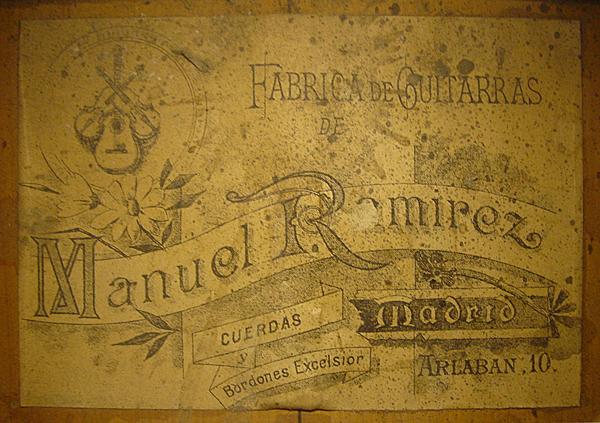 FABRICA DE GUITARRAS
DE
Manuel Ramirez
CUERDAS
y
Bordones Excelsior
Madrid
ARLABAN, 10.